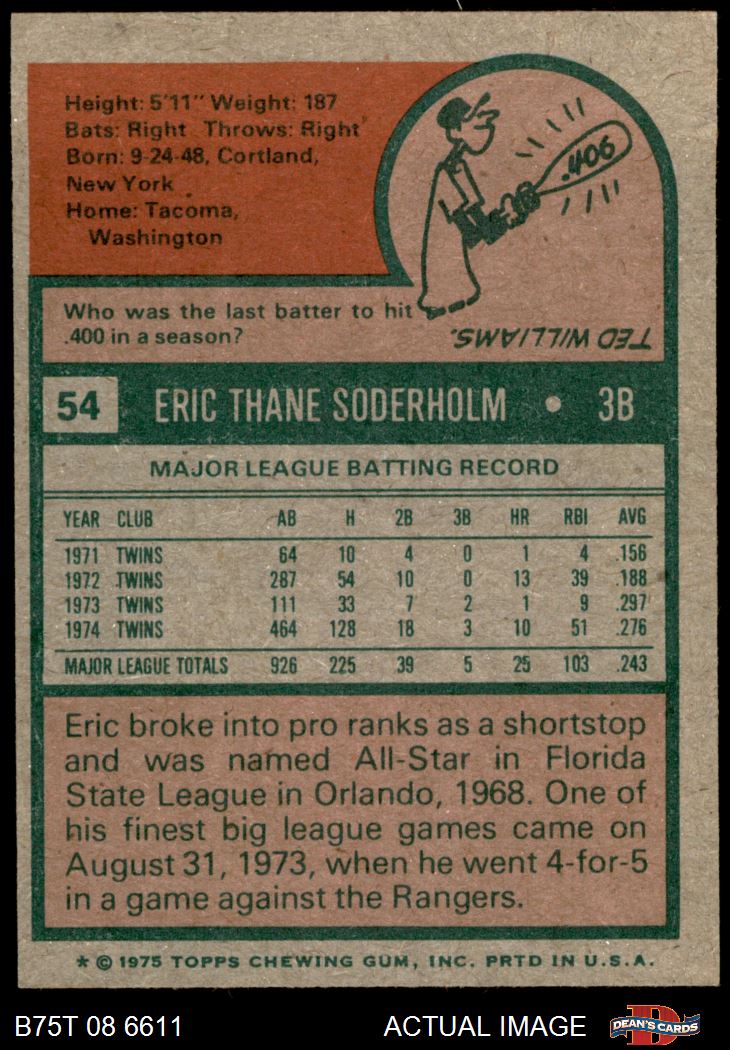 Height: 5'11" Weight: 187
Bats: Right Throws: Right
Born: 9-24-48, Cortland,
New York
Home: Tacoma,
Washington
.406
Who was the last batter to hit
.400 in a season?
TED WILLIAMS.
54 ERIC THANE SODERHOLM • 3B
MAJOR LEAGUE BATTING RECORD
YEAR CLUB AB H 2B 3B HR RBI AVG
1971 TWINS 64 10 4 0 1 4 .156
1972 TWINS 287 54 10 0 13 39 .188
1973 TWINS 111 33 7 2 1 9 .297
1974 TWINS 464 128 18 3 10 51 .276
MAJOR LEAGUE TOTALS 926 225 39 5 25 103 .243
Eric broke into pro ranks as a shortstop
and was named All-Star in Florida
State League in Orlando, 1968. One of
his finest big league games came on
August 31, 1973, when he went 4-for-5
in a game against the Rangers.
* © 1975 TOPPS CHEWING GUM, INC. PRTD IN U.S.A.
B75T 08 6611 ACTUAL IMAGE D DEAN'S CARDS